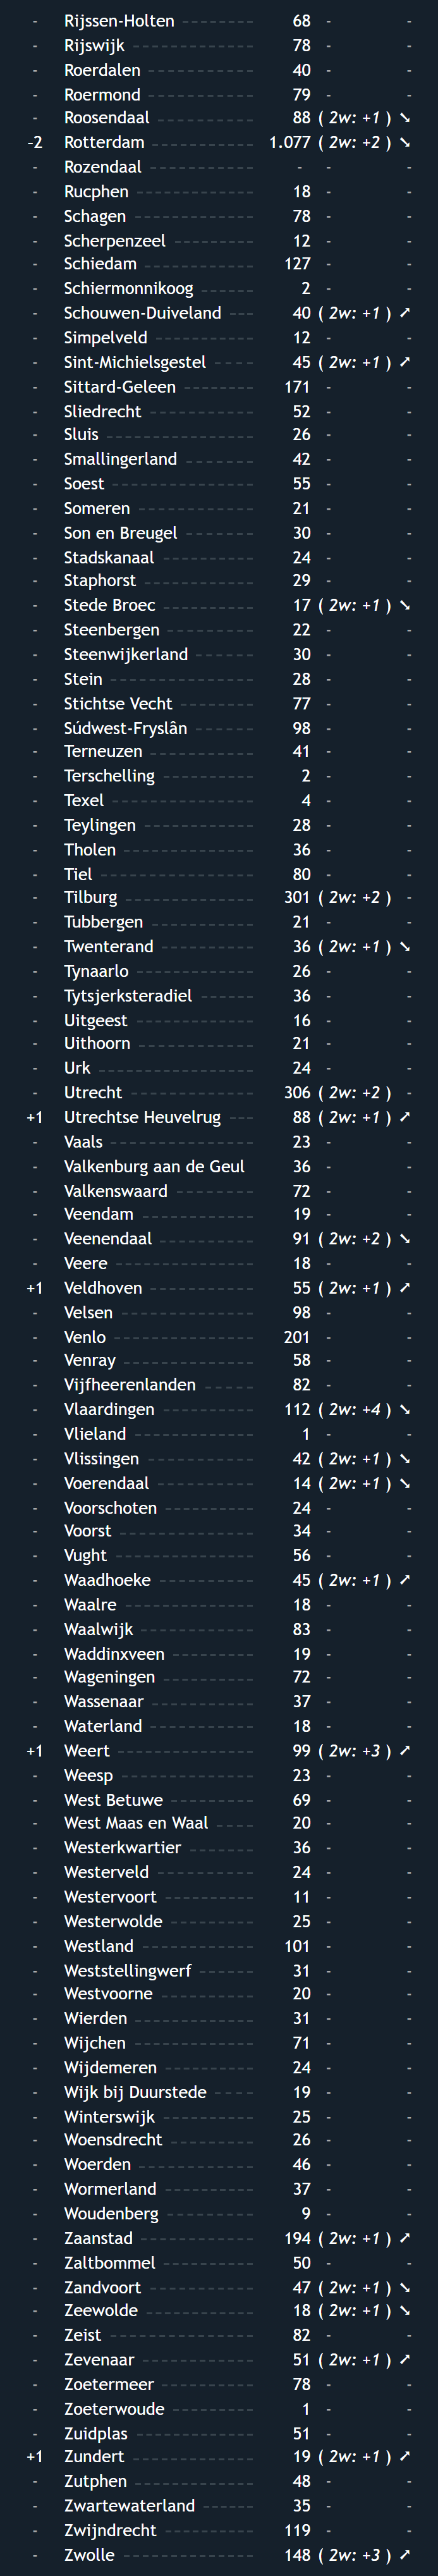 - Rijssen-Holten 68 - -
- Rijswijk 78 - -
- Roerdalen 40 - -
- Roermond 79 - -
- Roosendaal 88 ( 2w: +1 ) ↘
-2 Rotterdam 1.077 ( 2w: +2 ) ↘
- Rozendaal - - -
- Rucphen 18 - -
- Schagen 78 - -
- Scherpenzeel 12 - -
- Schiedam 127 - -
- Schiermonnikoog 2 - -
- Schouwen-Duiveland 40 ( 2w: +1 ) ↗
- Simpelveld 12 - -
- Sint-Michielsgestel 45 ( 2w: +1 ) ↗
- Sittard-Geleen 171 - -
- Sliedrecht 52 - -
- Sluis 26 - -
- Smallingerland 42 - -
- Soest 55 - -
- Someren 21 - -
- Son en Breugel 30 - -
- Stadskanaal 24 - -
- Staphorst 29 - -
- Stede Broec 17 ( 2w: +1 ) ↘
- Steenbergen 22 - -
- Steenwijkerland 30 - -
- Stein 28 - -
- Stichtse Vecht 77 - -
- Súdwest-Fryslân 98 - -
- Terneuzen 41 - -
- Terschelling 2 - -
- Texel 4 - -
- Teylingen 28 - -
- Tholen 36 - -
- Tiel 80 - -
- Tilburg 301 ( 2w: +2 ) -
- Tubbergen 21 - -
- Twenterand 36 ( 2w: +1 ) ↘
- Tynaarlo 26 - -
- Tytsjerksteradiel 36 - -
- Uitgeest 16 - -
- Uithoorn 21 - -
- Urk 24 - -
- Utrecht 306 ( 2w: +2 ) -
+1 Utrechtse Heuvelrug 88 ( 2w: +1 ) ↗
- Vaals 23 - -
- Valkenburg aan de Geul 36 - -
- Valkenswaard 72 - -
- Veendam 19 - -
- Veenendaal 91 ( 2w: +2 ) ↘
- Veere 18 - -
+1 Veldhoven 55 ( 2w: +1 ) ↗
- Velsen 98 - -
- Venlo 201 - -
- Venray 58 - -
- Vijfheerenlanden 82 - -
- Vlaardingen 112 ( 2w: +4 ) ↘
- Vlieland 1 - -
- Vlissingen 42 ( 2w: +1 ) ↘
- Voerendaal 14 ( 2w: +1 ) ↘
- Voorschoten 24 - -
- Voorst 34 - -
- Vught 56 - -
- Waadhoeke 45 ( 2w: +1 ) ↗
- Waalre 18 - -
- Waalwijk 83 - -
- Waddinxveen 19 - -
- Wageningen 72 - -
- Wassenaar 37 - -
- Waterland 18 - -
+1 Weert 99 ( 2w: +3 ) ↗
- Weesp 23 - -
- West Betuwe 69 - -
- West Maas en Waal 20 - -
- Westerkwartier 36 - -
- Westerveld 24 - -
- Westervoort 11 - -
- Westerwolde 25 - -
- Westland 101 - -
- Weststellingwerf 31 - -
- Westvoorne 20 - -
- Wierden 31 - -
- Wijchen 71 - -
- Wijdemeren 24 - -
- Wijk bij Duurstede 19 - -
- Winterswijk 25 - -
- Woensdrecht 26 - -
- Woerden 46 - -
- Wormerland 37 - -
- Woudenberg 9 - -
- Zaanstad 194 ( 2w: +1 ) ↗
- Zaltbommel 50 - -
- Zandvoort 47 ( 2w: +1 ) ↘
- Zeewolde 18 ( 2w: +1 ) ↘
- Zeist 82 - -
- Zevenaar 51 ( 2w: +1 ) ↗
- Zoetermeer 78 - -
- Zoeterwoude 1 - -
- Zuidplas 51 - -
+1 Zundert 19 ( 2w: +1 ) ↗
- Zutphen 48 - -
- Zwartewaterland 35 - -
- Zwijndrecht 119 - -
- Zwolle 148 ( 2w: +3 ) ↗